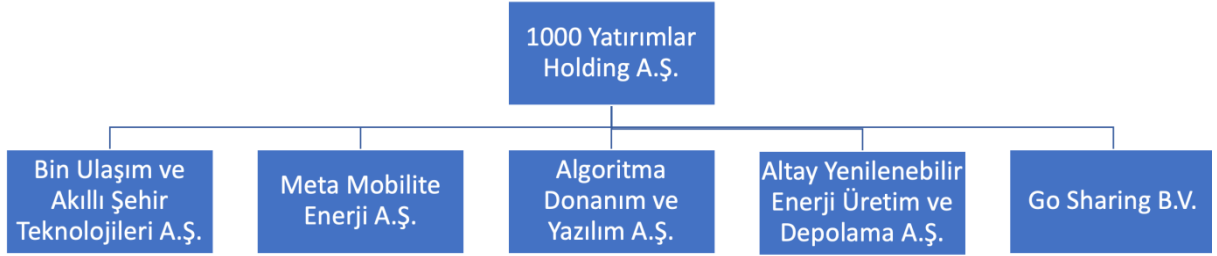 1000 Yatırımlar
Holding A.Ş.
Bin Ulaşım ve
Akıllı Şehir
Teknolojileri A.Ş.
Meta Mobilite
Enerji A.Ş.
Algoritma
Donanım ve
Yazılım A.Ş.
Altay Yenilenebilir
Enerji Üretim ve
Depolama A.Ş.
Go Sharing B.V.